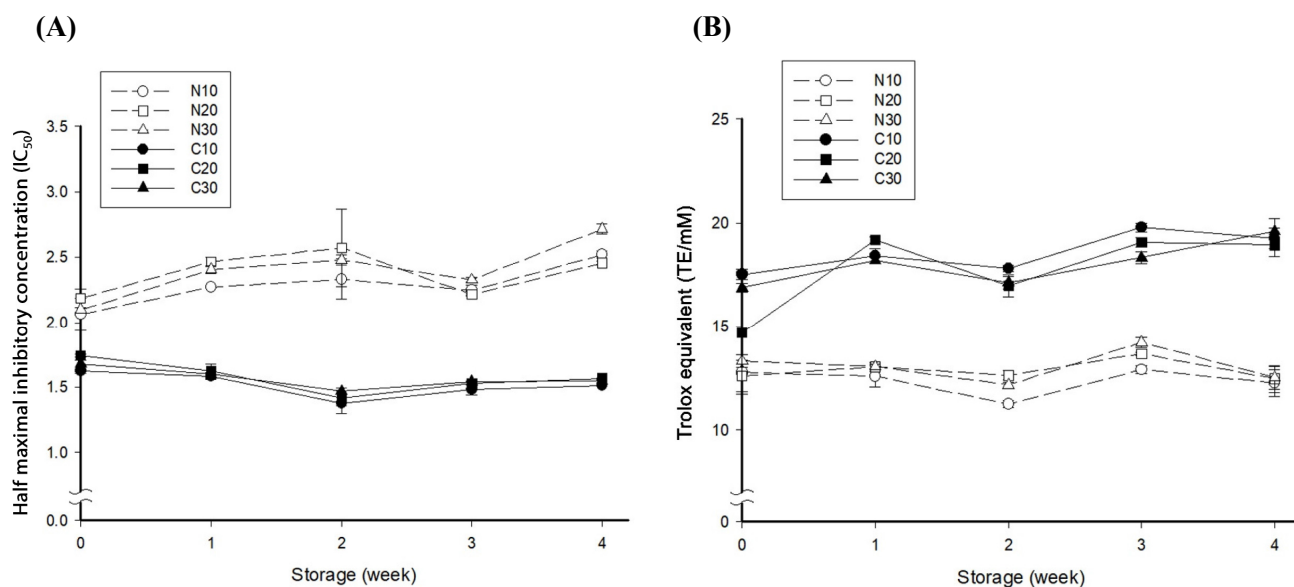 (A)
N10
N20
N30
C10
C20
C30
Half maximal inhibitory concentration (IC₅₀)
3.5
3.0
2.5
2.0
1.5
1.0
0.0
0 1 2 3 4
Storage (week)
(B)
N10
N20
N30
C10
C20
C30
Trolox equivalent (TE/mM)
25
20
15
10
0
0 1 2 3 4
Storage (week)